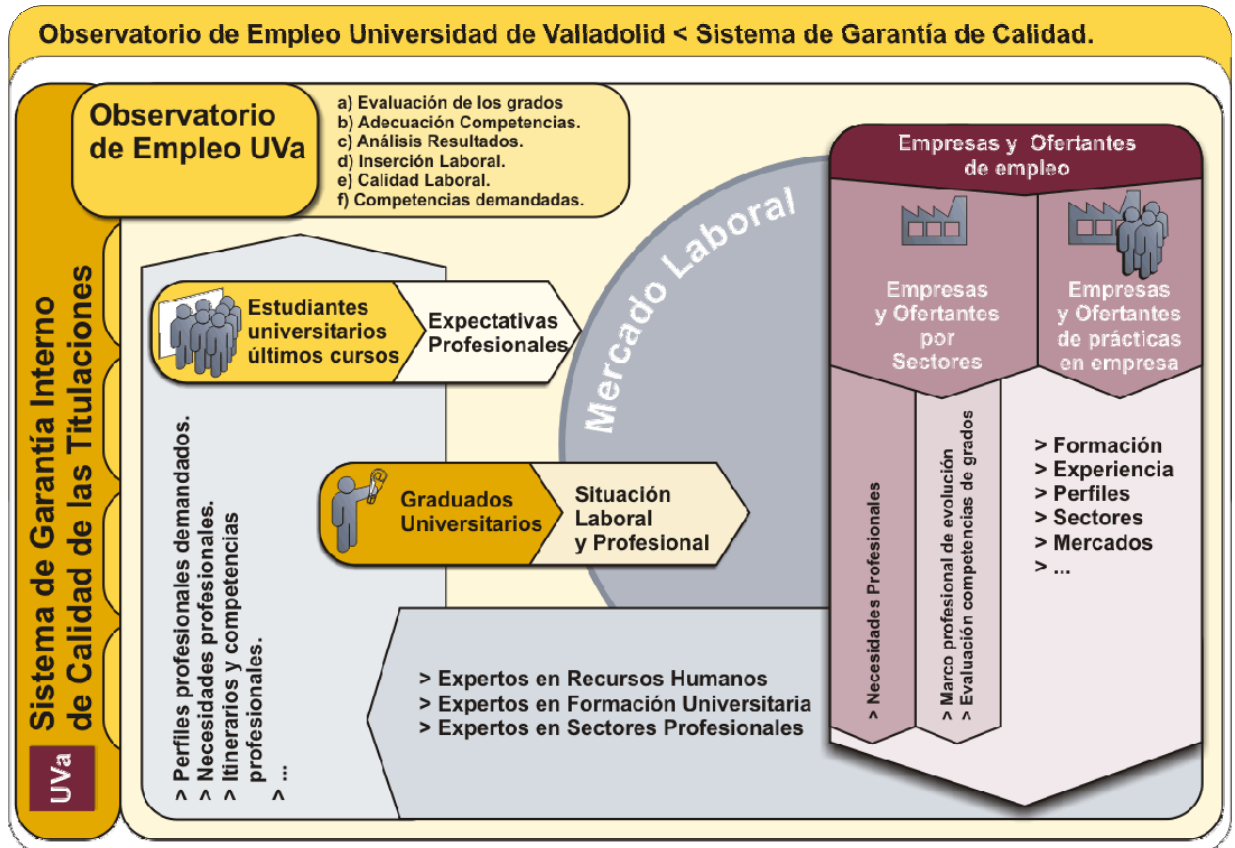 Observatorio de Empleo Universidad de Valladolid < Sistema de Garantía de Calidad.
Sistema de Garantía Interno
de Calidad de las Titulaciones
UVa
Observatorio
de Empleo UVa
a) Evaluación de los grados
b) Adecuación Competencias.
c) Análisis Resultados.
d) Inserción Laboral.
e) Calidad Laboral.
f) Competencias demandadas.
Estudiantes
universitarios
últimos cursos
Expectativas
Profesionales
Mercado Laboral
Graduados
Universitarios
Situación
Laboral
y Profesional
> Perfiles profesionales demandados.
> Necesidades profesionales.
> Itinerarios y competencias
profesionales.
> ...
> Expertos en Recursos Humanos
> Expertos en Formación Universitaria
> Expertos en Sectores Profesionales
Empresas y Ofertantes
de empleo
Empresas
y Ofertantes
por
Sectores
Empresas
y Ofertantes
de prácticas
en empresa
> Necesidades Profesionales
> Marco profesional de evolución
> Evaluación competencias de grados
> Formación
> Experiencia
> Perfiles
> Sectores
> Mercados
> ...